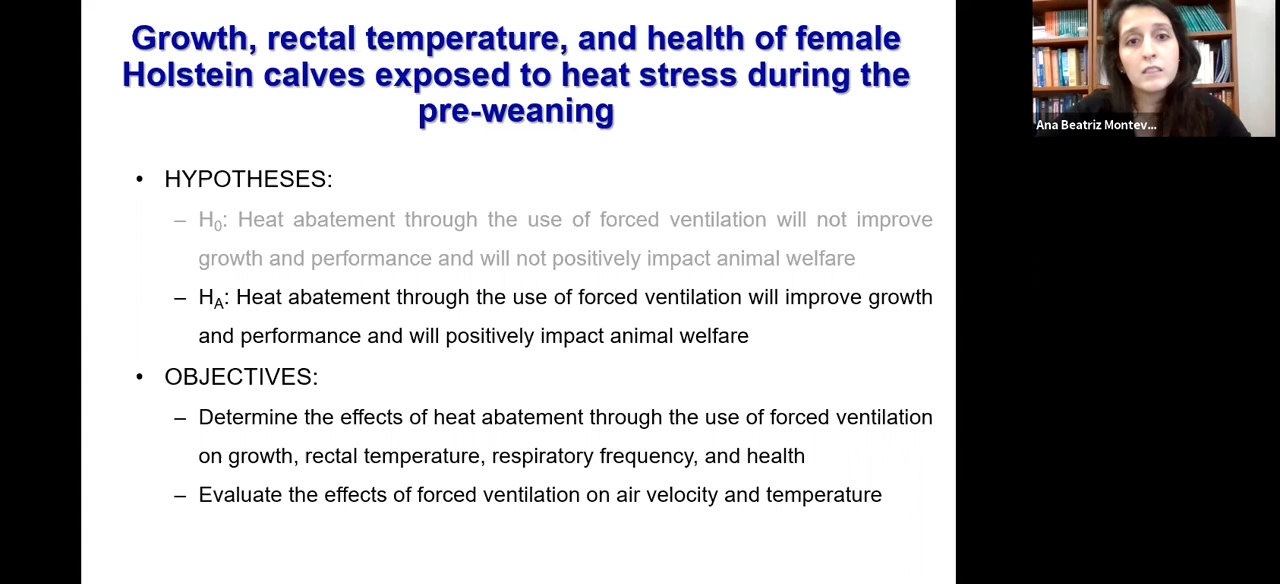 Growth, rectal temperature, and health of female
Holstein calves exposed to heat stress during the
pre-weaning
• HYPOTHESES:
– H₀: Heat abatement through the use of forced ventilation will not improve
growth and performance and will not positively impact animal welfare
– Hₐ: Heat abatement through the use of forced ventilation will improve growth
and performance and will positively impact animal welfare
• OBJECTIVES:
– Determine the effects of heat abatement through the use of forced ventilation
on growth, rectal temperature, respiratory frequency, and health
– Evaluate the effects of forced ventilation on air velocity and temperature
Ana Beatriz Montev...